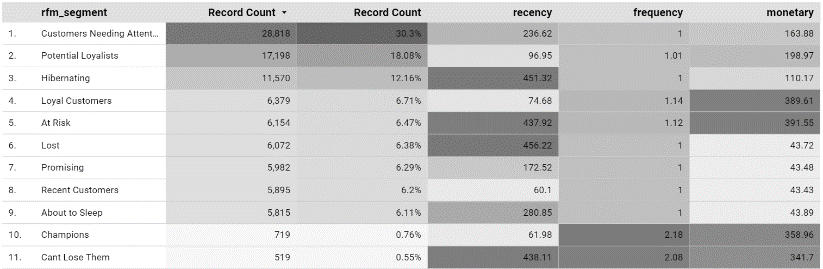 rfm_segment Record Count Record Count recency frequency monetary
1. Customers Needing Attent... 28,818 30.3% 236.62 1 163.88
2. Potential Loyalists 17,198 18.08% 96.95 1.01 198.97
3. Hibernating 11,570 12.16% 451.32 1 110.17
4. Loyal Customers 6,379 6.71% 74.68 1.14 389.61
5. At Risk 6,154 6.47% 437.92 1.12 391.55
6. Lost 6,072 6.38% 456.22 1 43.72
7. Promising 5,982 6.29% 172.52 1 43.48
8. Recent Customers 5,895 6.2% 60.1 1 43.43
9. About to Sleep 5,815 6.11% 280.85 1 43.89
10. Champions 719 0.76% 61.98 2.18 358.96
11. Cant Lose Them 519 0.55% 438.11 2.08 341.7